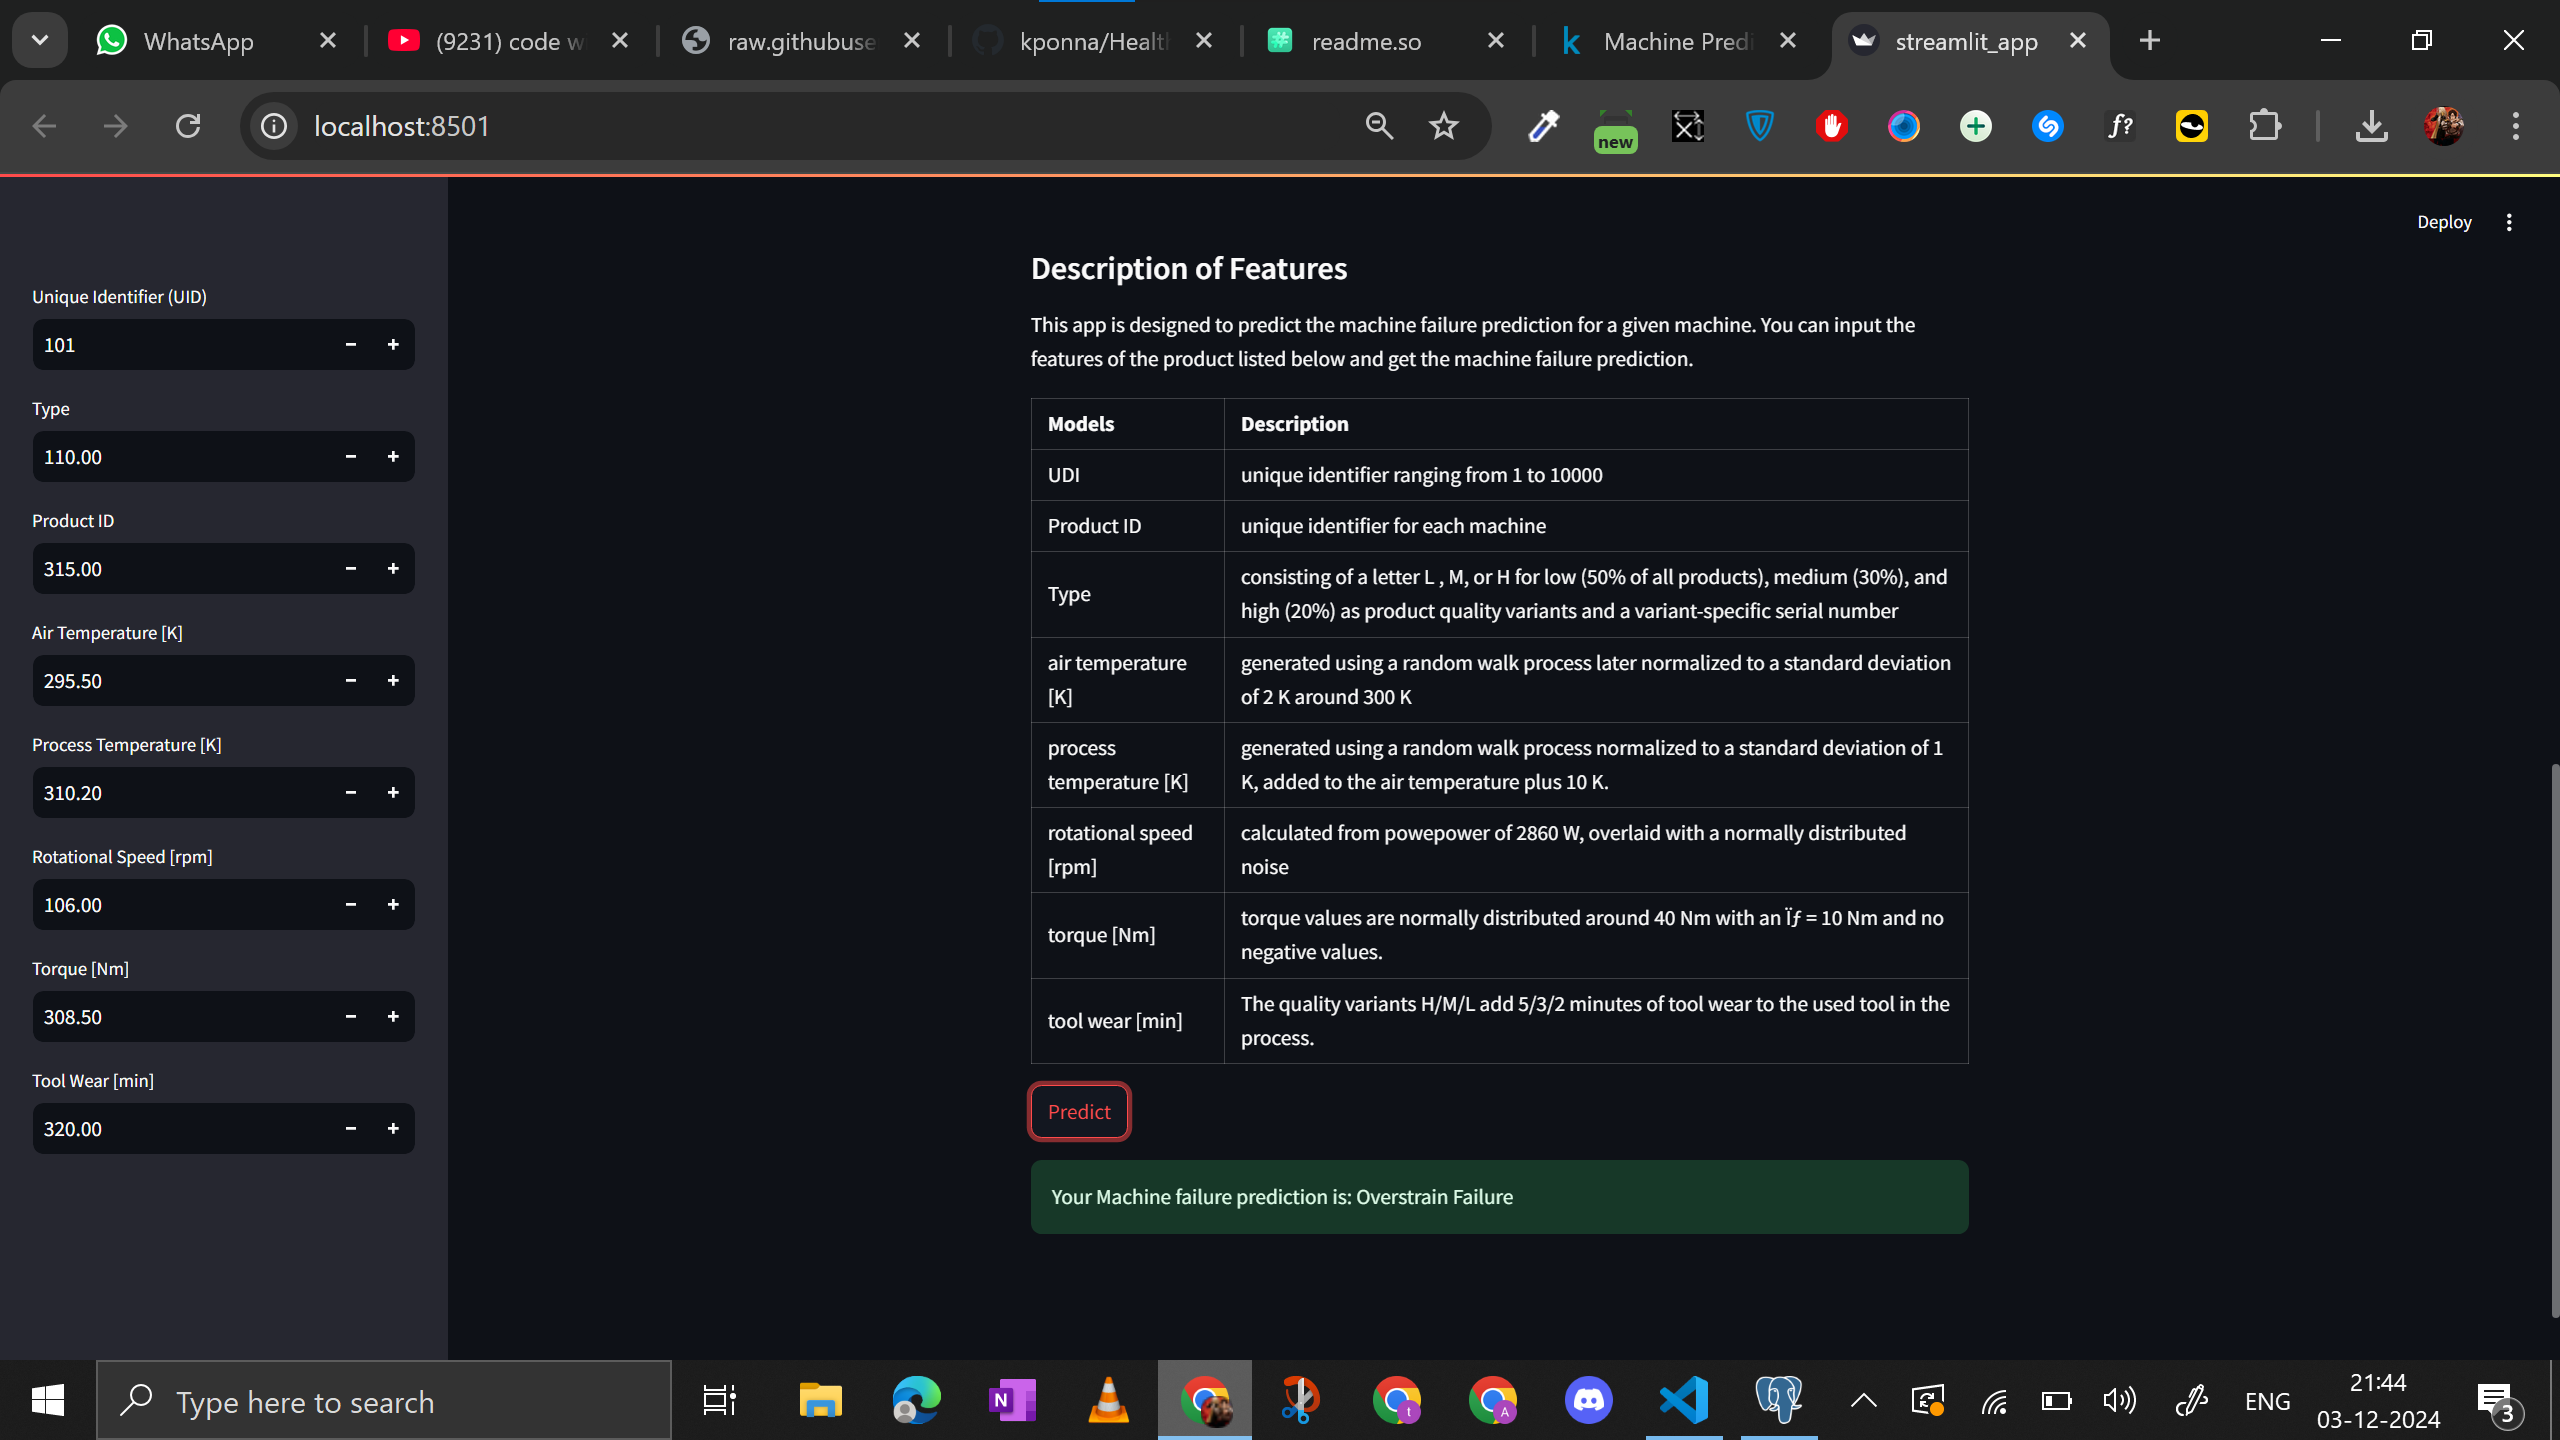 WhatsApp
(9231) code w
raw.githubuse
kponna/Healt
readme.so
Machine Predi
streamlit_app
localhost:8501
new
f?
Deploy
Unique Identifier (UID)
101
Type
110.00
Product ID
315.00
Air Temperature [K]
295.50
Process Temperature [K]
310.20
Rotational Speed [rpm]
106.00
Torque [Nm]
308.50
Tool Wear [min]
320.00
Description of Features
This app is designed to predict the machine failure prediction for a given machine. You can input the
features of the product listed below and get the machine failure prediction.
Models Description
UDI unique identifier ranging from 1 to 10000
Product ID unique identifier for each machine
Type consisting of a letter L , M, or H for low (50% of all products), medium (30%), and
high (20%) as product quality variants and a variant-specific serial number
air temperature generated using a random walk process later normalized to a standard deviation
[K] of 2 K around 300 K
process generated using a random walk process normalized to a standard deviation of 1
temperature [K] K, added to the air temperature plus 10 K.
rotational speed calculated from powepower of 2860 W, overlaid with a normally distributed
[rpm] noise
torque [Nm] torque values are normally distributed around 40 Nm with an Ïƒ = 10 Nm and no
negative values.
tool wear [min] The quality variants H/M/L add 5/3/2 minutes of tool wear to the used tool in the
process.
Predict
Your Machine failure prediction is: Overstrain Failure
Type here to search
N
t
A
ENG
21:44
03-12-2024
3